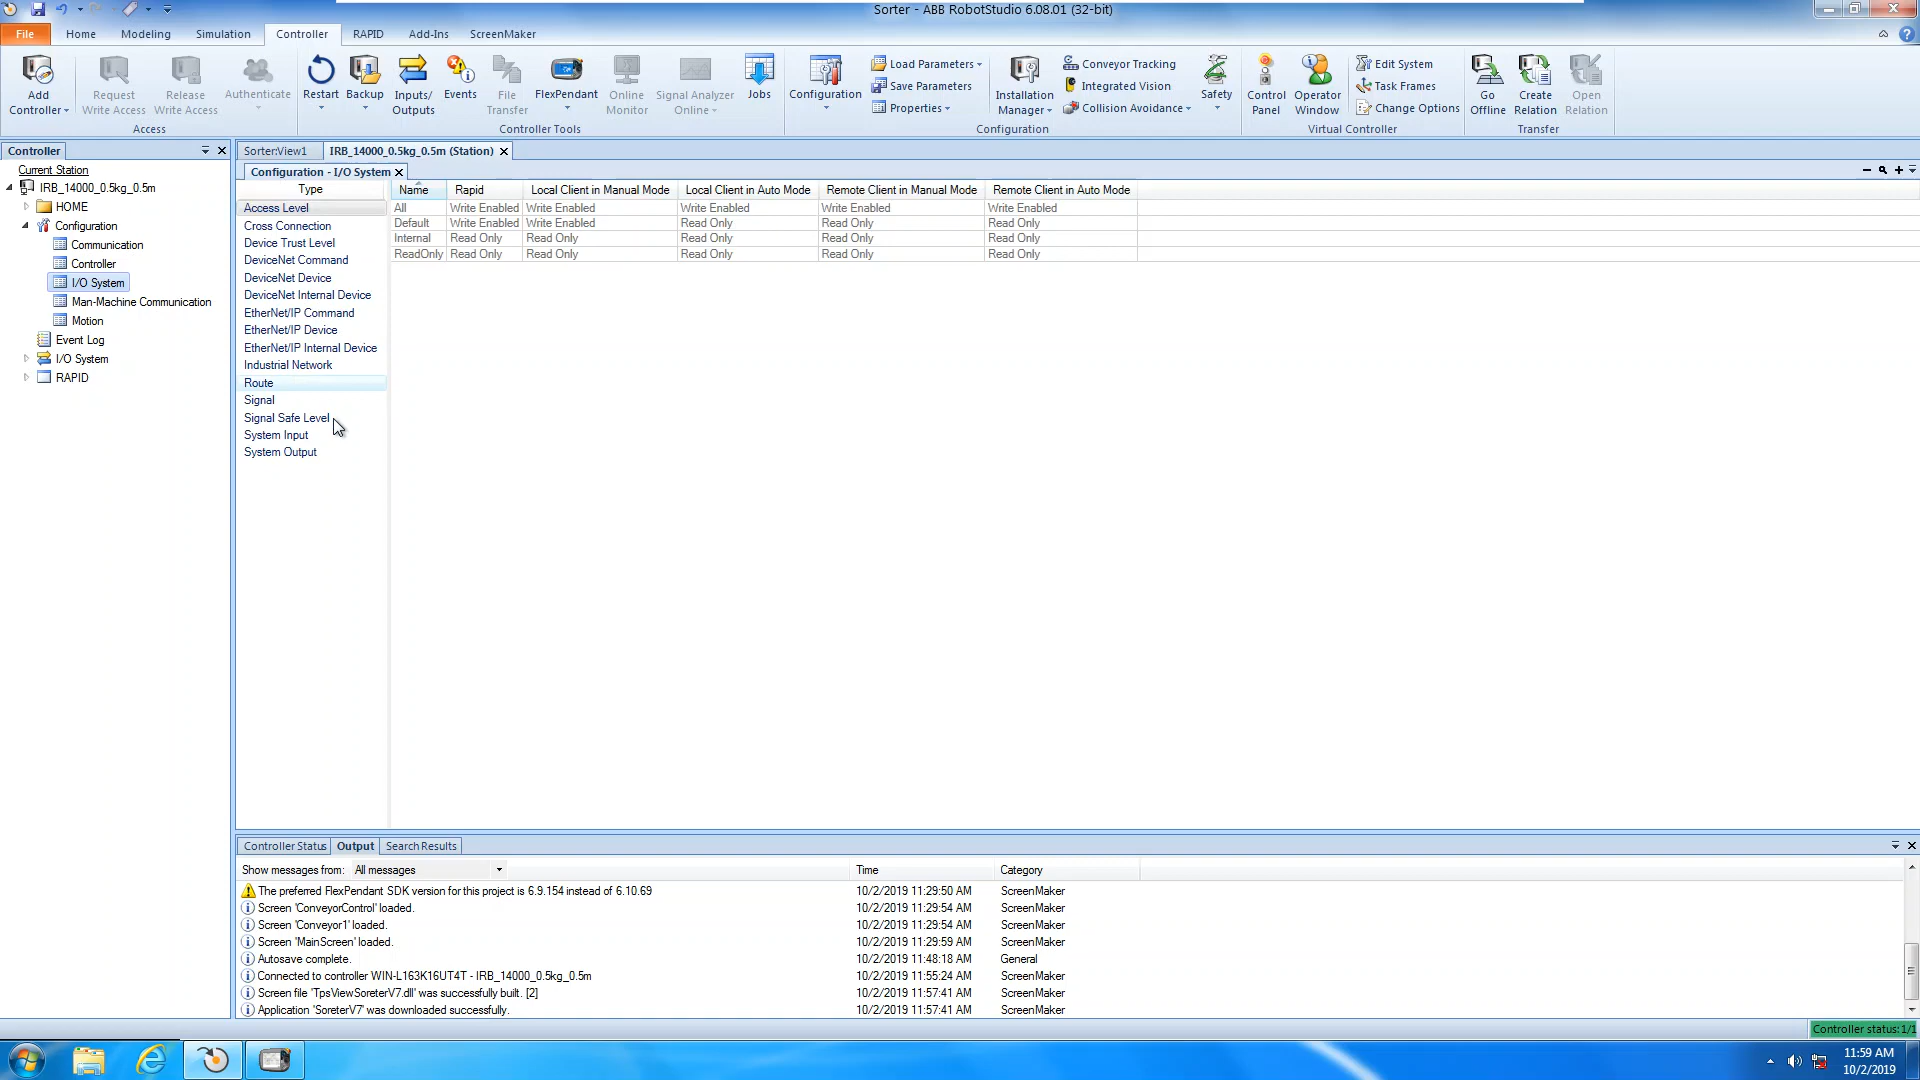 Sorter - ABB RobotStudio 6.08.01 (32-bit)
File Home Modeling Simulation Controller RAPID Add-Ins ScreenMaker
Add Controller
Request Write Access
Release Write Access
Authenticate
Access
Restart
Backup
Inputs/ Outputs
Events
File Transfer
FlexPendant
Online Monitor
Signal Analyzer Online
Jobs
Controller Tools
Configuration
Load Parameters
Save Parameters
Properties
Installation Manager
Conveyor Tracking
Integrated Vision
Collision Avoidance
Safety
Configuration
Control Panel
Operator Window
Edit System
Task Frames
Change Options
Virtual Controller
Go Offline
Create Relation
Open Relation
Transfer
Controller
Current Station
IRB_14000_0.5kg_0.5m
HOME
Configuration
Communication
Controller
I/O System
Man-Machine Communication
Motion
Event Log
I/O System
RAPID
Sorter:View1 IRB_14000_0.5kg_0.5m (Station)
Configuration - I/O System
Type
Access Level
Cross Connection
Device Trust Level
DeviceNet Command
DeviceNet Device
DeviceNet Internal Device
EtherNet/IP Command
EtherNet/IP Device
EtherNet/IP Internal Device
Industrial Network
Route
Signal
Signal Safe Level
System Input
System Output
Name Rapid Local Client in Manual Mode Local Client in Auto Mode Remote Client in Manual Mode Remote Client in Auto Mode
All Write Enabled Write Enabled Write Enabled Write Enabled Write Enabled
Default Write Enabled Write Enabled Read Only Read Only Read Only
Internal Read Only Read Only Read Only Read Only Read Only
ReadOnly Read Only Read Only Read Only Read Only Read Only
Controller Status Output Search Results
Show messages from: All messages Time Category
The preferred FlexPendant SDK version for this project is 6.9.154 instead of 6.10.69 10/2/2019 11:29:50 AM ScreenMaker
Screen 'ConveyorControl' loaded. 10/2/2019 11:29:54 AM ScreenMaker
Screen 'Conveyor1' loaded. 10/2/2019 11:29:54 AM ScreenMaker
Screen 'MainScreen' loaded. 10/2/2019 11:29:59 AM ScreenMaker
Autosave complete. 10/2/2019 11:48:18 AM General
Connected to controller WIN-L163K16UT4T - IRB_14000_0.5kg_0.5m 10/2/2019 11:55:24 AM ScreenMaker
Screen file 'TpsViewSoreterV7.dll' was successfully built. [2] 10/2/2019 11:57:41 AM ScreenMaker
Application 'SoreterV7' was downloaded successfully. 10/2/2019 11:57:41 AM ScreenMaker
Controller status: 1/1
11:59 AM
10/2/2019